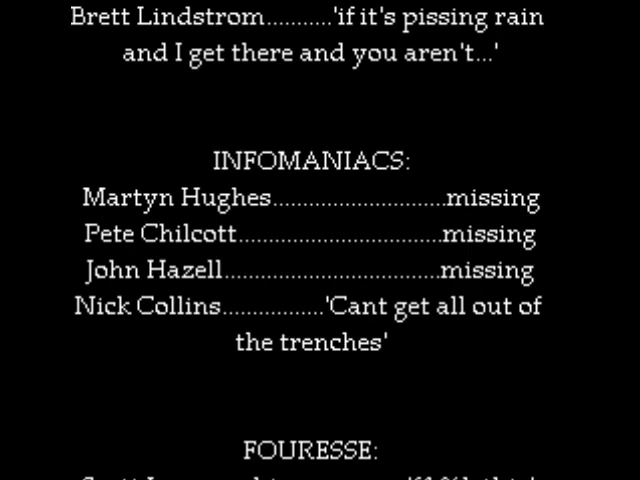 Brett Lindstrom...........'if it's pissing rain
and I get there and you aren't...'
INFOMANIACS:
Martyn Hughes.............................missing
Pete Chilcott..................................missing
John Hazell....................................missing
Nick Collins.................'Cant get all out of
the trenches'
FOURESSE: